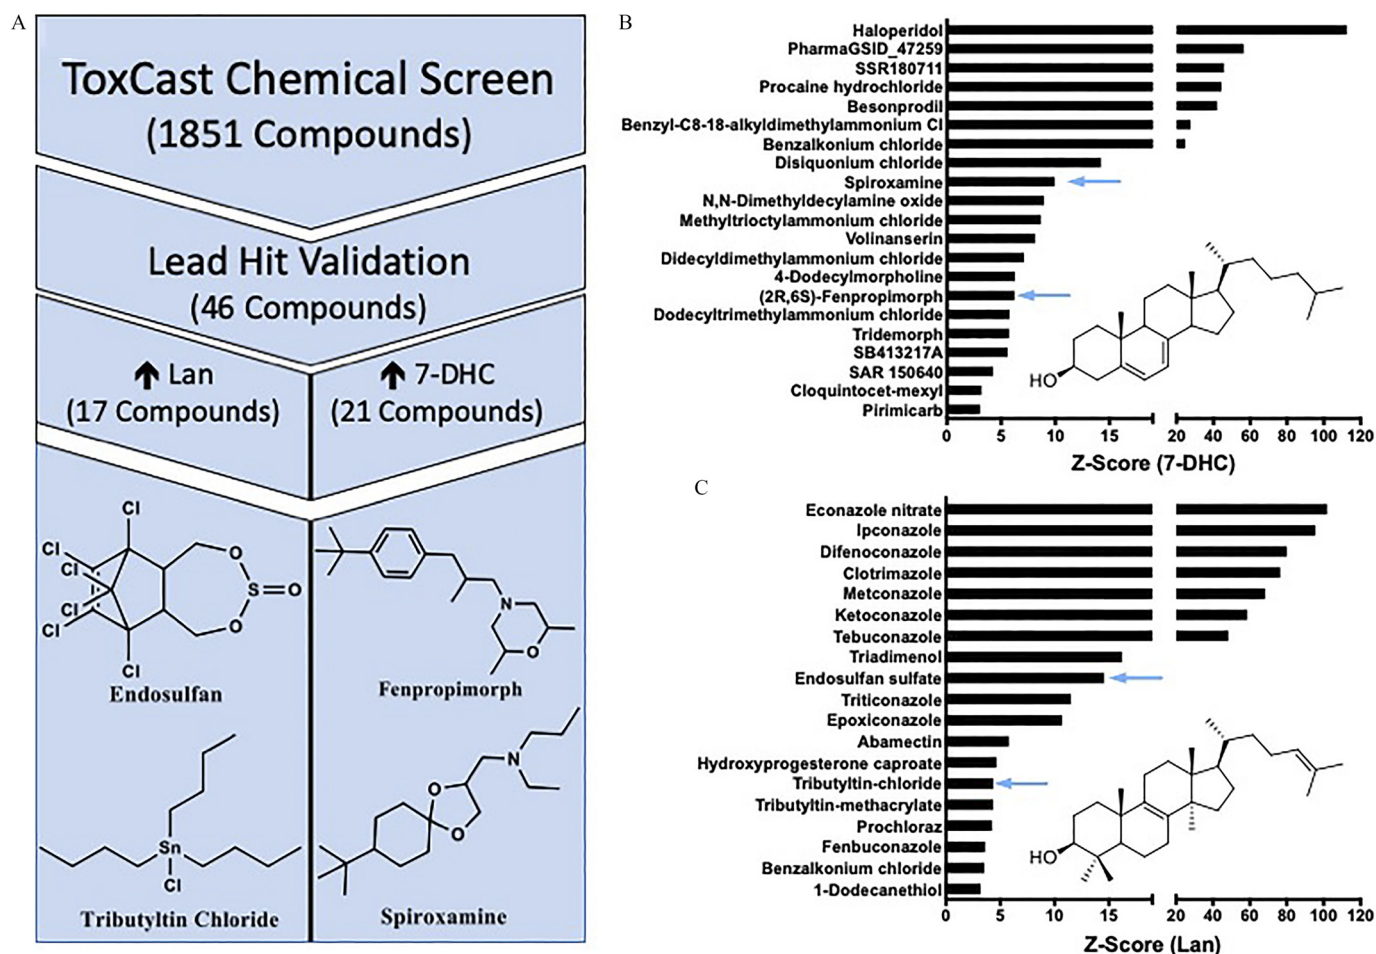 A
ToxCast Chemical Screen
(1851 Compounds)
Lead Hit Validation
(46 Compounds)
↑ Lan
(17 Compounds)
↑ 7-DHC
(21 Compounds)
Cl
Cl
Cl
Cl
Cl
Cl
O
S=O
O
Endosulfan
N
O
Fenpropimorph
Sn
Cl
Tributyltin Chloride
N
O
O
Spiroxamine
B
Haloperidol
PharmaGSID_47259
SSR180711
Procaine hydrochloride
Besonprodil
Benzyl-C8-18-alkyldimethylammonium Cl
Benzalkonium chloride
Disiquonium chloride
Spiroxamine
N,N-Dimethyldecylamine oxide
Methyltrioctylammonium chloride
Volinanserin
Didecyldimethylammonium chloride
4-Dodecylmorpholine
(2R,6S)-Fenpropimorph
Dodecyltrimethylammonium chloride
Tridemorph
SB413217A
SAR 150640
Cloquintocet-mexyl
Pirimicarb
HO
0 5 10 15 20 40 60 80 100 120
Z-Score (7-DHC)
C
Econazole nitrate
Ipconazole
Difenoconazole
Clotrimazole
Metconazole
Ketoconazole
Tebuconazole
Triadimenol
Endosulfan sulfate
Triticonazole
Epoxiconazole
Abamectin
Hydroxyprogesterone caproate
Tributyltin-chloride
Tributyltin-methacrylate
Prochloraz
Fenbuconazole
Benzalkonium chloride
1-Dodecanethiol
HO
0 5 10 15 20 40 60 80 100 120
Z-Score (Lan)